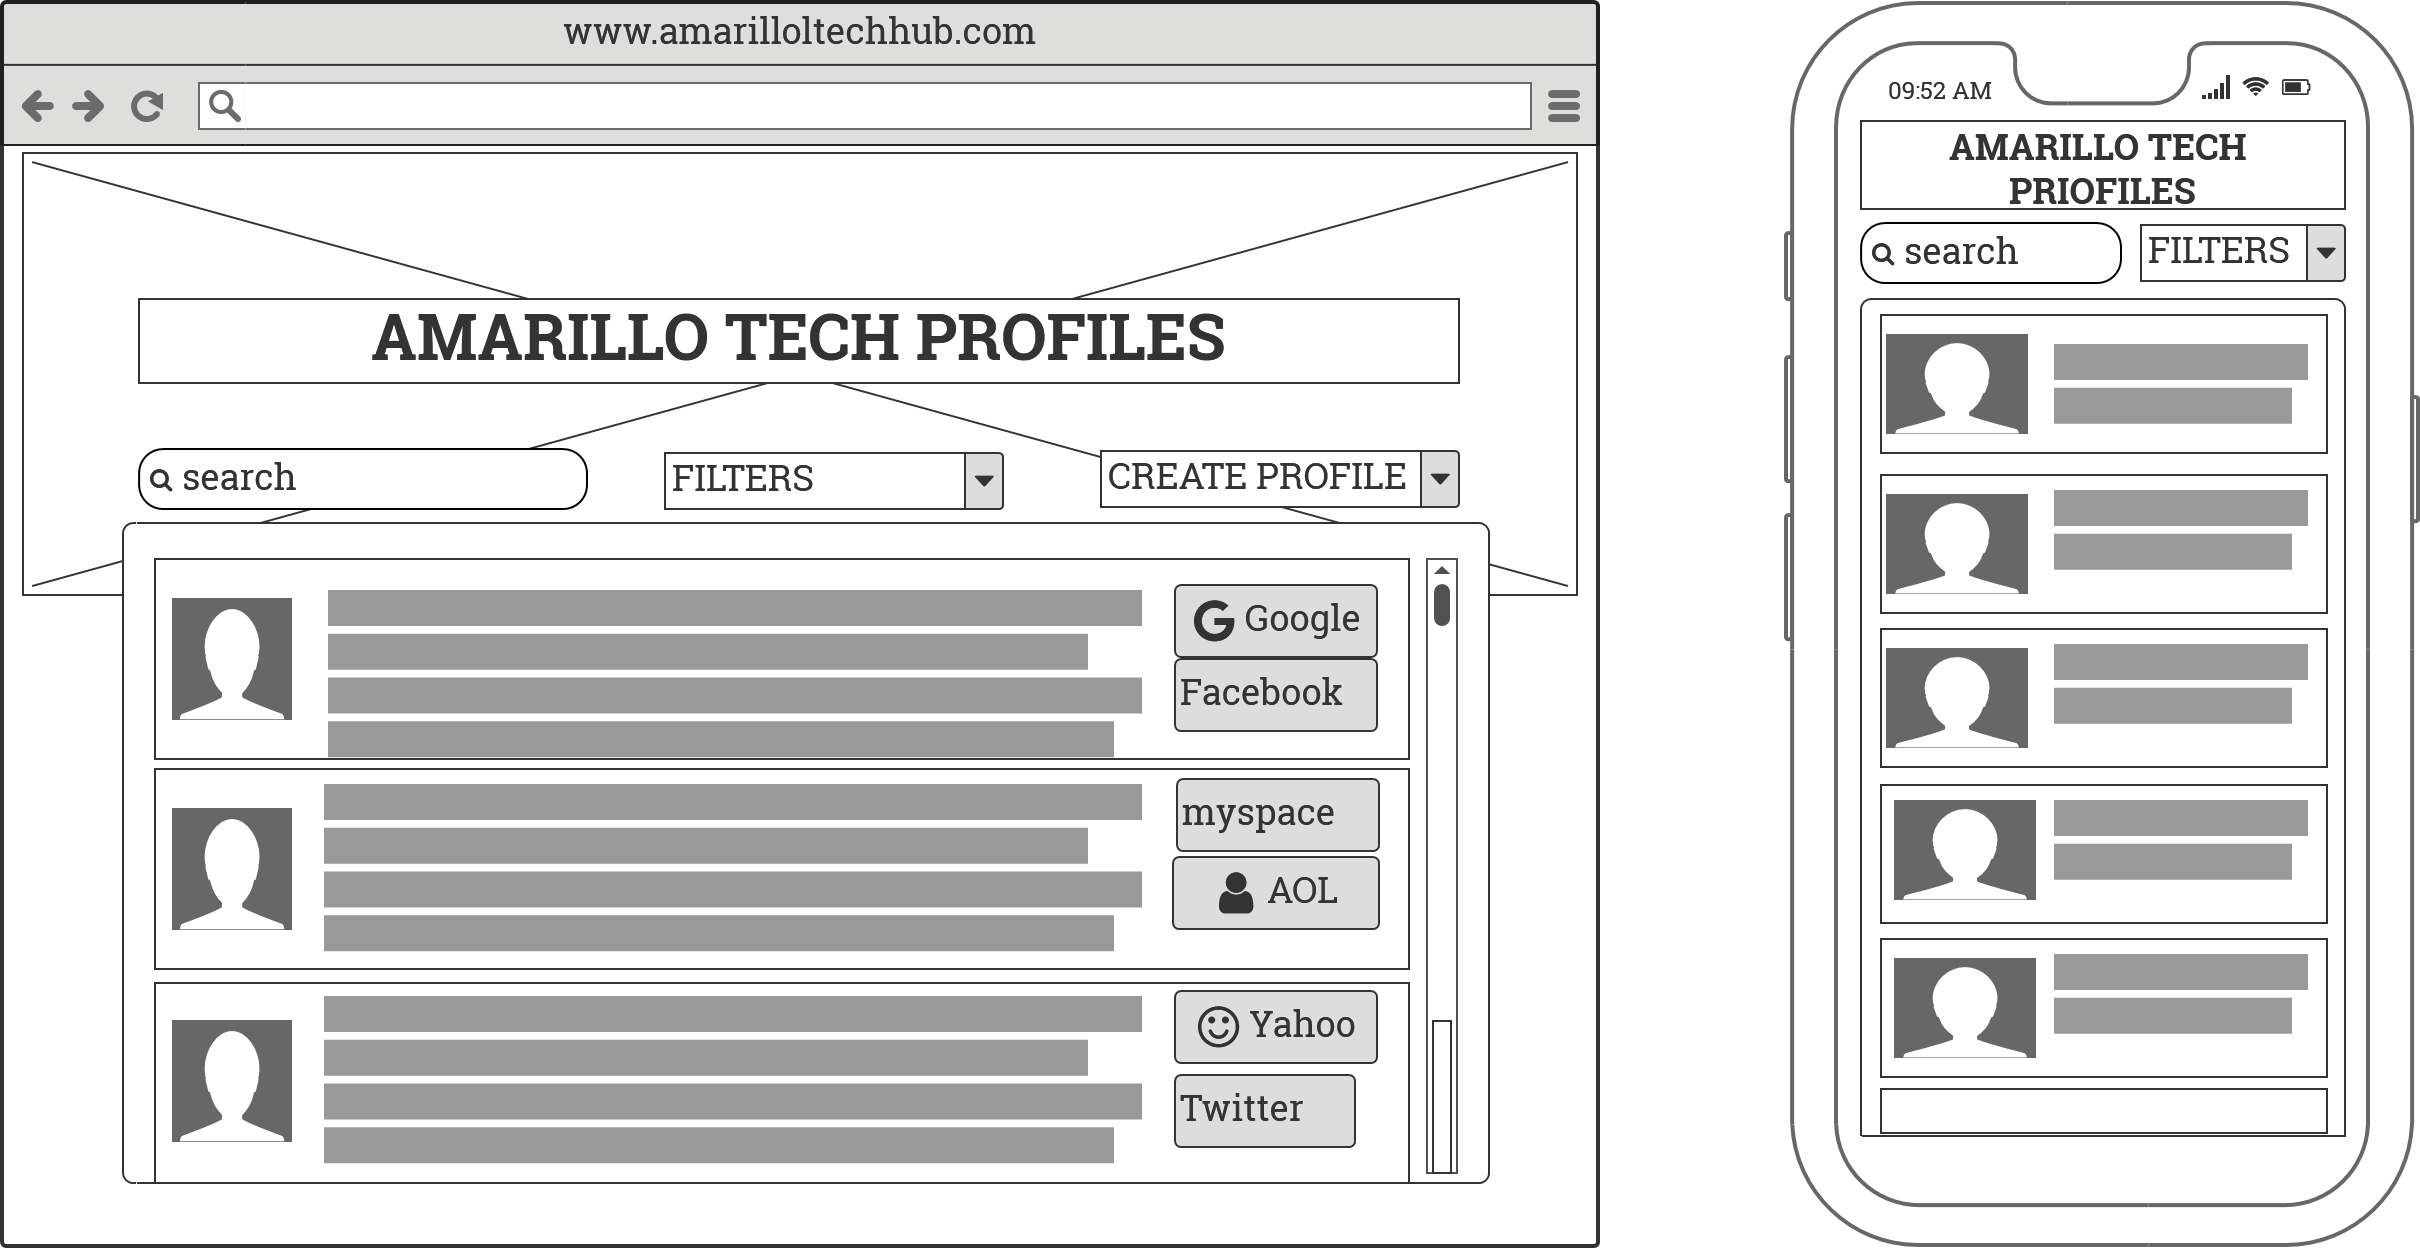 www.amarilloltechhub.com
AMARILLO TECH PROFILES
search
FILTERS
CREATE PROFILE
Google
Facebook
myspace
AOL
Yahoo
Twitter
09:52 AM
AMARILLO TECH
PRIOFILES
search
FILTERS